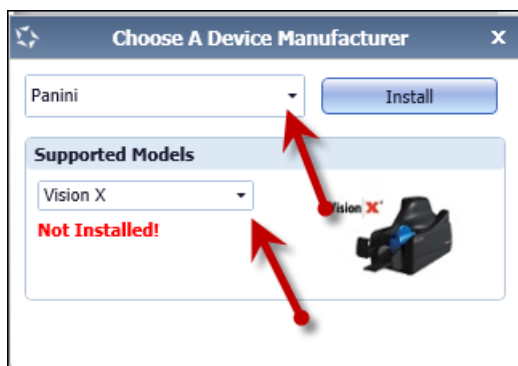 Choose A Device Manufacturer X
Panini
Install
Supported Models
Vision X
Vision X
Not Installed!